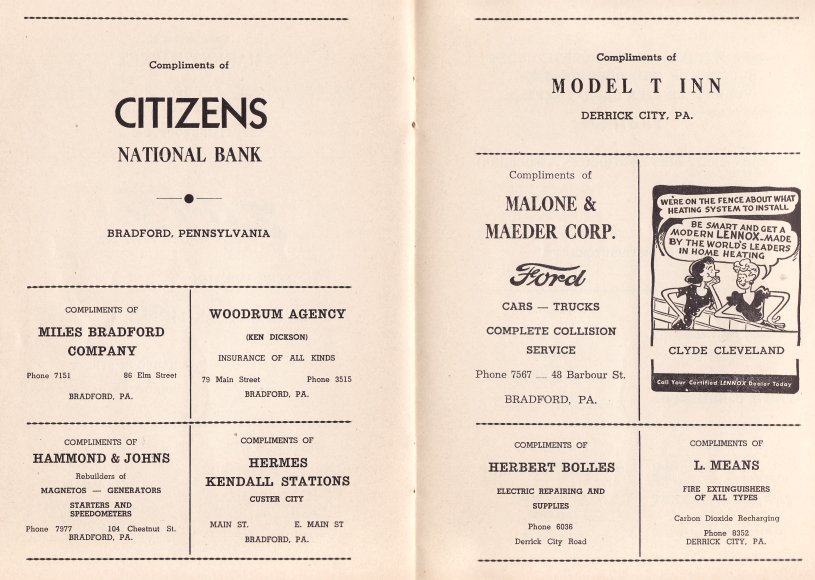 Compliments of
CITIZENS
NATIONAL BANK
BRADFORD, PENNSYLVANIA
COMPLIMENTS OF
MILES BRADFORD
COMPANY
Phone 7151 86 Elm Street
BRADFORD, PA.
WOODRUM AGENCY
(KEN DICKSON)
INSURANCE OF ALL KINDS
79 Main Street Phone 3515
BRADFORD, PA.
COMPLIMENTS OF
HAMMOND & JOHNS
Rebuilders of
MAGNETOS — GENERATORS
STARTERS AND
SPEEDOMETERS
Phone 7977 104 Chestnut St.
BRADFORD, PA.
COMPLIMENTS OF
HERMES
KENDALL STATIONS
CUSTER CITY
MAIN ST. E. MAIN ST
BRADFORD, PA.
Compliments of
MODEL T INN
DERRICK CITY, PA.
Compliments of
MALONE &
MAEDER CORP.
Ford
CARS — TRUCKS
COMPLETE COLLISION
SERVICE
Phone 7567 __ 48 Barbour St.
BRADFORD, PA.
WE'RE ON THE FENCE ABOUT WHAT
HEATING SYSTEM TO INSTALL
BE SMART AND GET A
MODERN LENNOX..MADE
BY THE WORLD'S LEADERS
IN HOME HEATING
CLYDE CLEVELAND
Call Your Certified LENNOX Dealer Today
COMPLIMENTS OF
HERBERT BOLLES
ELECTRIC REPAIRING AND
SUPPLIES
Phone 6036
Derrick City Road
COMPLIMENTS OF
L. MEANS
FIRE EXTINGUISHERS
OF ALL TYPES
Carbon Dioxide Recharging
Phone 8352
DERRICK CITY, PA.